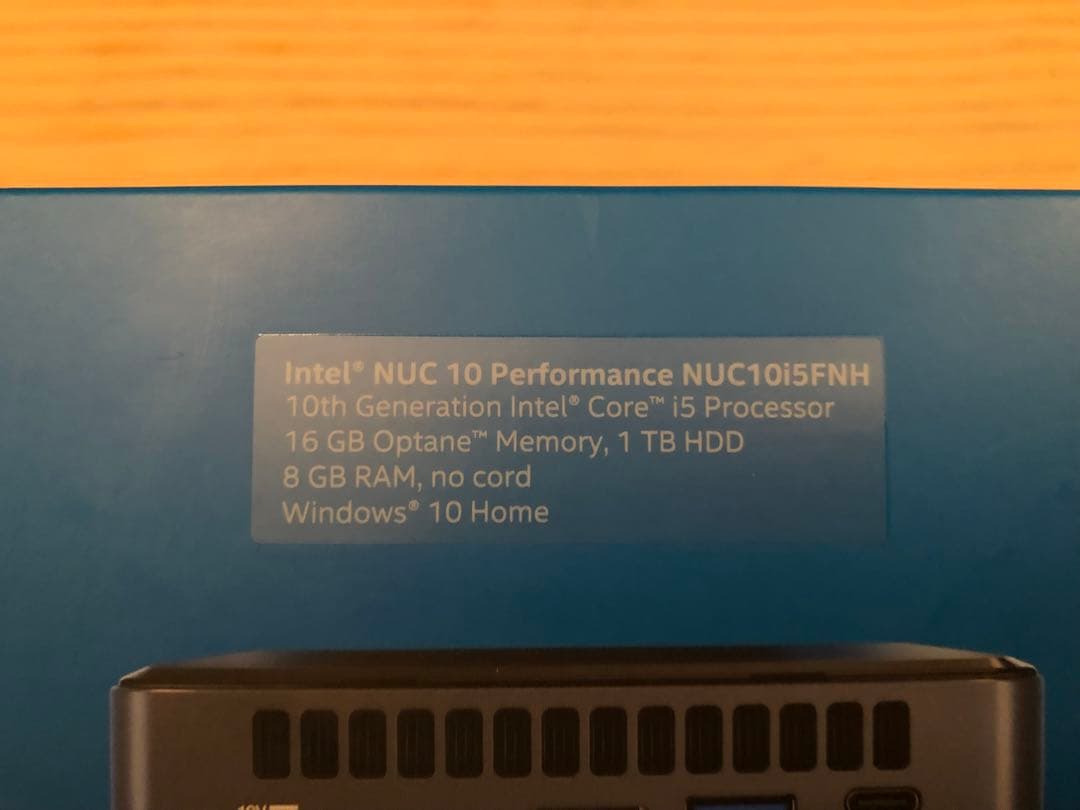 Intel® NUC 10 Performance NUC10i5FNH
10th Generation Intel® Core™ i5 Processor
16 GB Optane™ Memory, 1 TB HDD
8 GB RAM, no cord
Windows® 10 Home